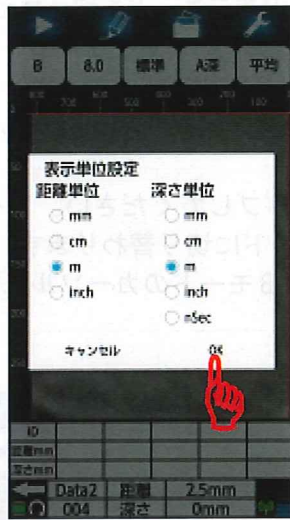 B 8.0 標準 A深 平均
表示単位設定
距離単位 深さ単位
mm mm
cm cm
m m
inch inch
nSec
キャンセル OK
ID
距離mm
深さmm
Data2 距離 2.5mm
004 深さ 0mm